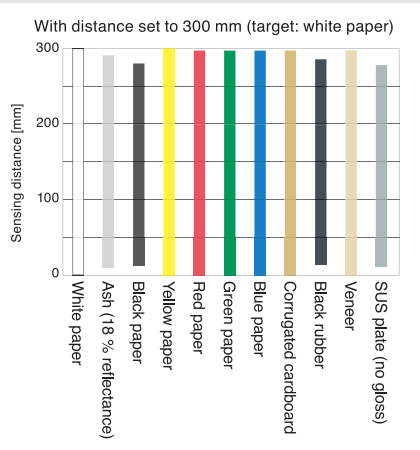 With distance set to 300 mm (target: white paper)
Sensing distance [mm]
300
200
100
0
White paper
Ash (18 % reflectance)
Black paper
Yellow paper
Red paper
Green paper
Blue paper
Corrugated cardboard
Black rubber
Veneer
SUS plate (no gloss)